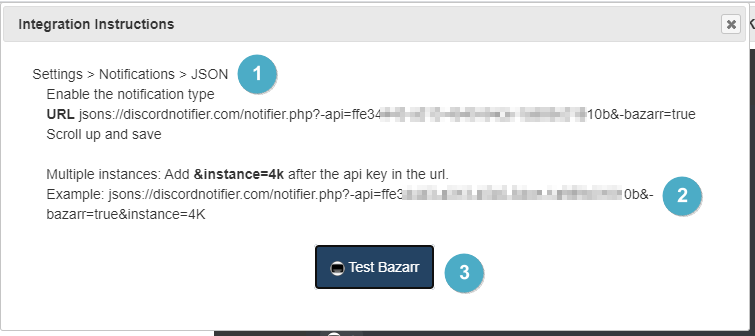 Integration Instructions
Settings > Notifications > JSON 1
Enable the notification type
URL jsons://discordnotifier.com/notifier.php?-api=ffe34 10b&-bazarr=true
Scroll up and save
Multiple instances: Add &instance=4k after the api key in the url.
Example: jsons://discordnotifier.com/notifier.php?-api=ffe3 0b&- 2
bazarr=true&instance=4K
Test Bazarr 3